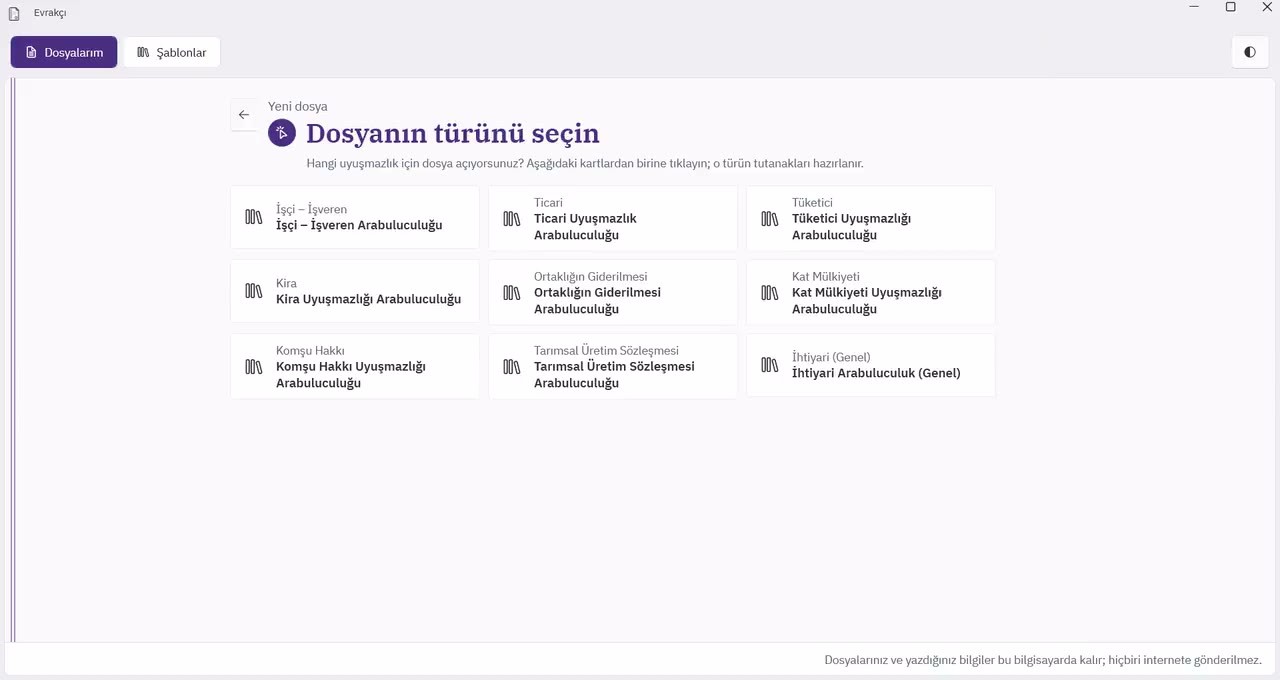 Evrakçı
Dosyalarım
Şablonlar
Yeni dosya
Dosyanın türünü seçin
Hangi uyuşmazlık için dosya açıyorsunuz? Aşağıdaki kartlardan birine tıklayın; o türün tutanakları hazırlanır.
İşçi – İşveren
İşçi – İşveren Arabuluculuğu
Ticari
Ticari Uyuşmazlık
Arabuluculuğu
Tüketici
Tüketici Uyuşmazlığı
Arabuluculuğu
Kira
Kira Uyuşmazlığı Arabuluculuğu
Ortaklığın Giderilmesi
Ortaklığın Giderilmesi
Arabuluculuğu
Kat Mülkiyeti
Kat Mülkiyeti Uyuşmazlığı
Arabuluculuğu
Komşu Hakkı
Komşu Hakkı Uyuşmazlığı
Arabuluculuğu
Tarımsal Üretim Sözleşmesi
Tarımsal Üretim Sözleşmesi
Arabuluculuğu
İhtiyari (Genel)
İhtiyari Arabuluculuk (Genel)
Dosyalarınız ve yazdığınız bilgiler bu bilgisayarda kalır; hiçbiri internete gönderilmez.